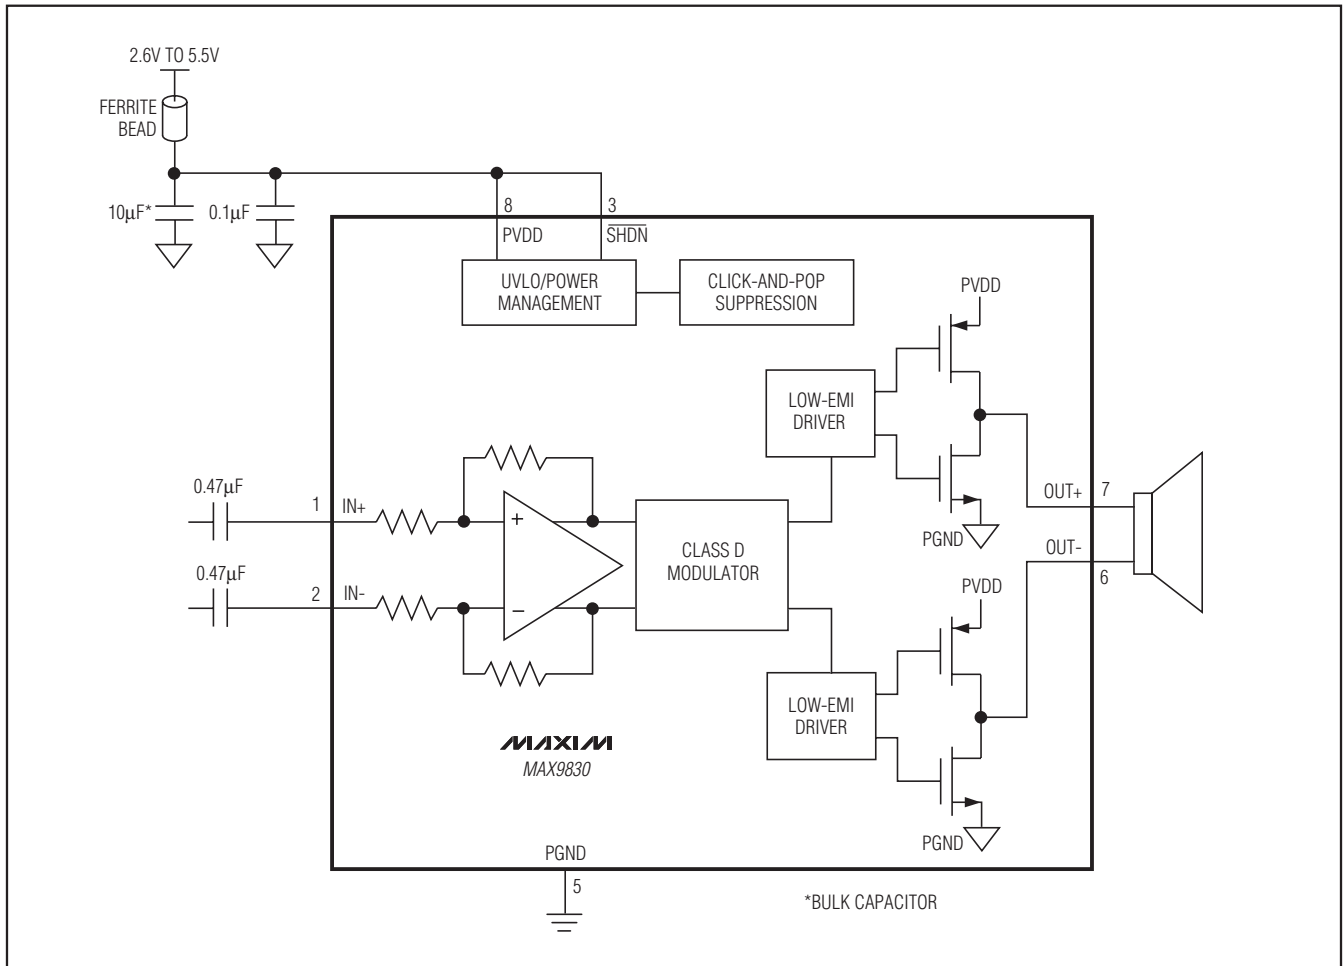 2.6V TO 5.5V
FERRITE
BEAD
10μF*
0.1μF
8
3
PVDD
SHDN
UVLO/POWER
MANAGEMENT
CLICK-AND-POP
SUPPRESSION
PVDD
LOW-EMI
DRIVER
0.47μF
1
IN+
+
CLASS D
MODULATOR
PGND
OUT+
7
OUT-
6
0.47μF
2
IN-
−
PVDD
LOW-EMI
DRIVER
MAXIM
MAX9830
PGND
PGND
5
*BULK CAPACITOR